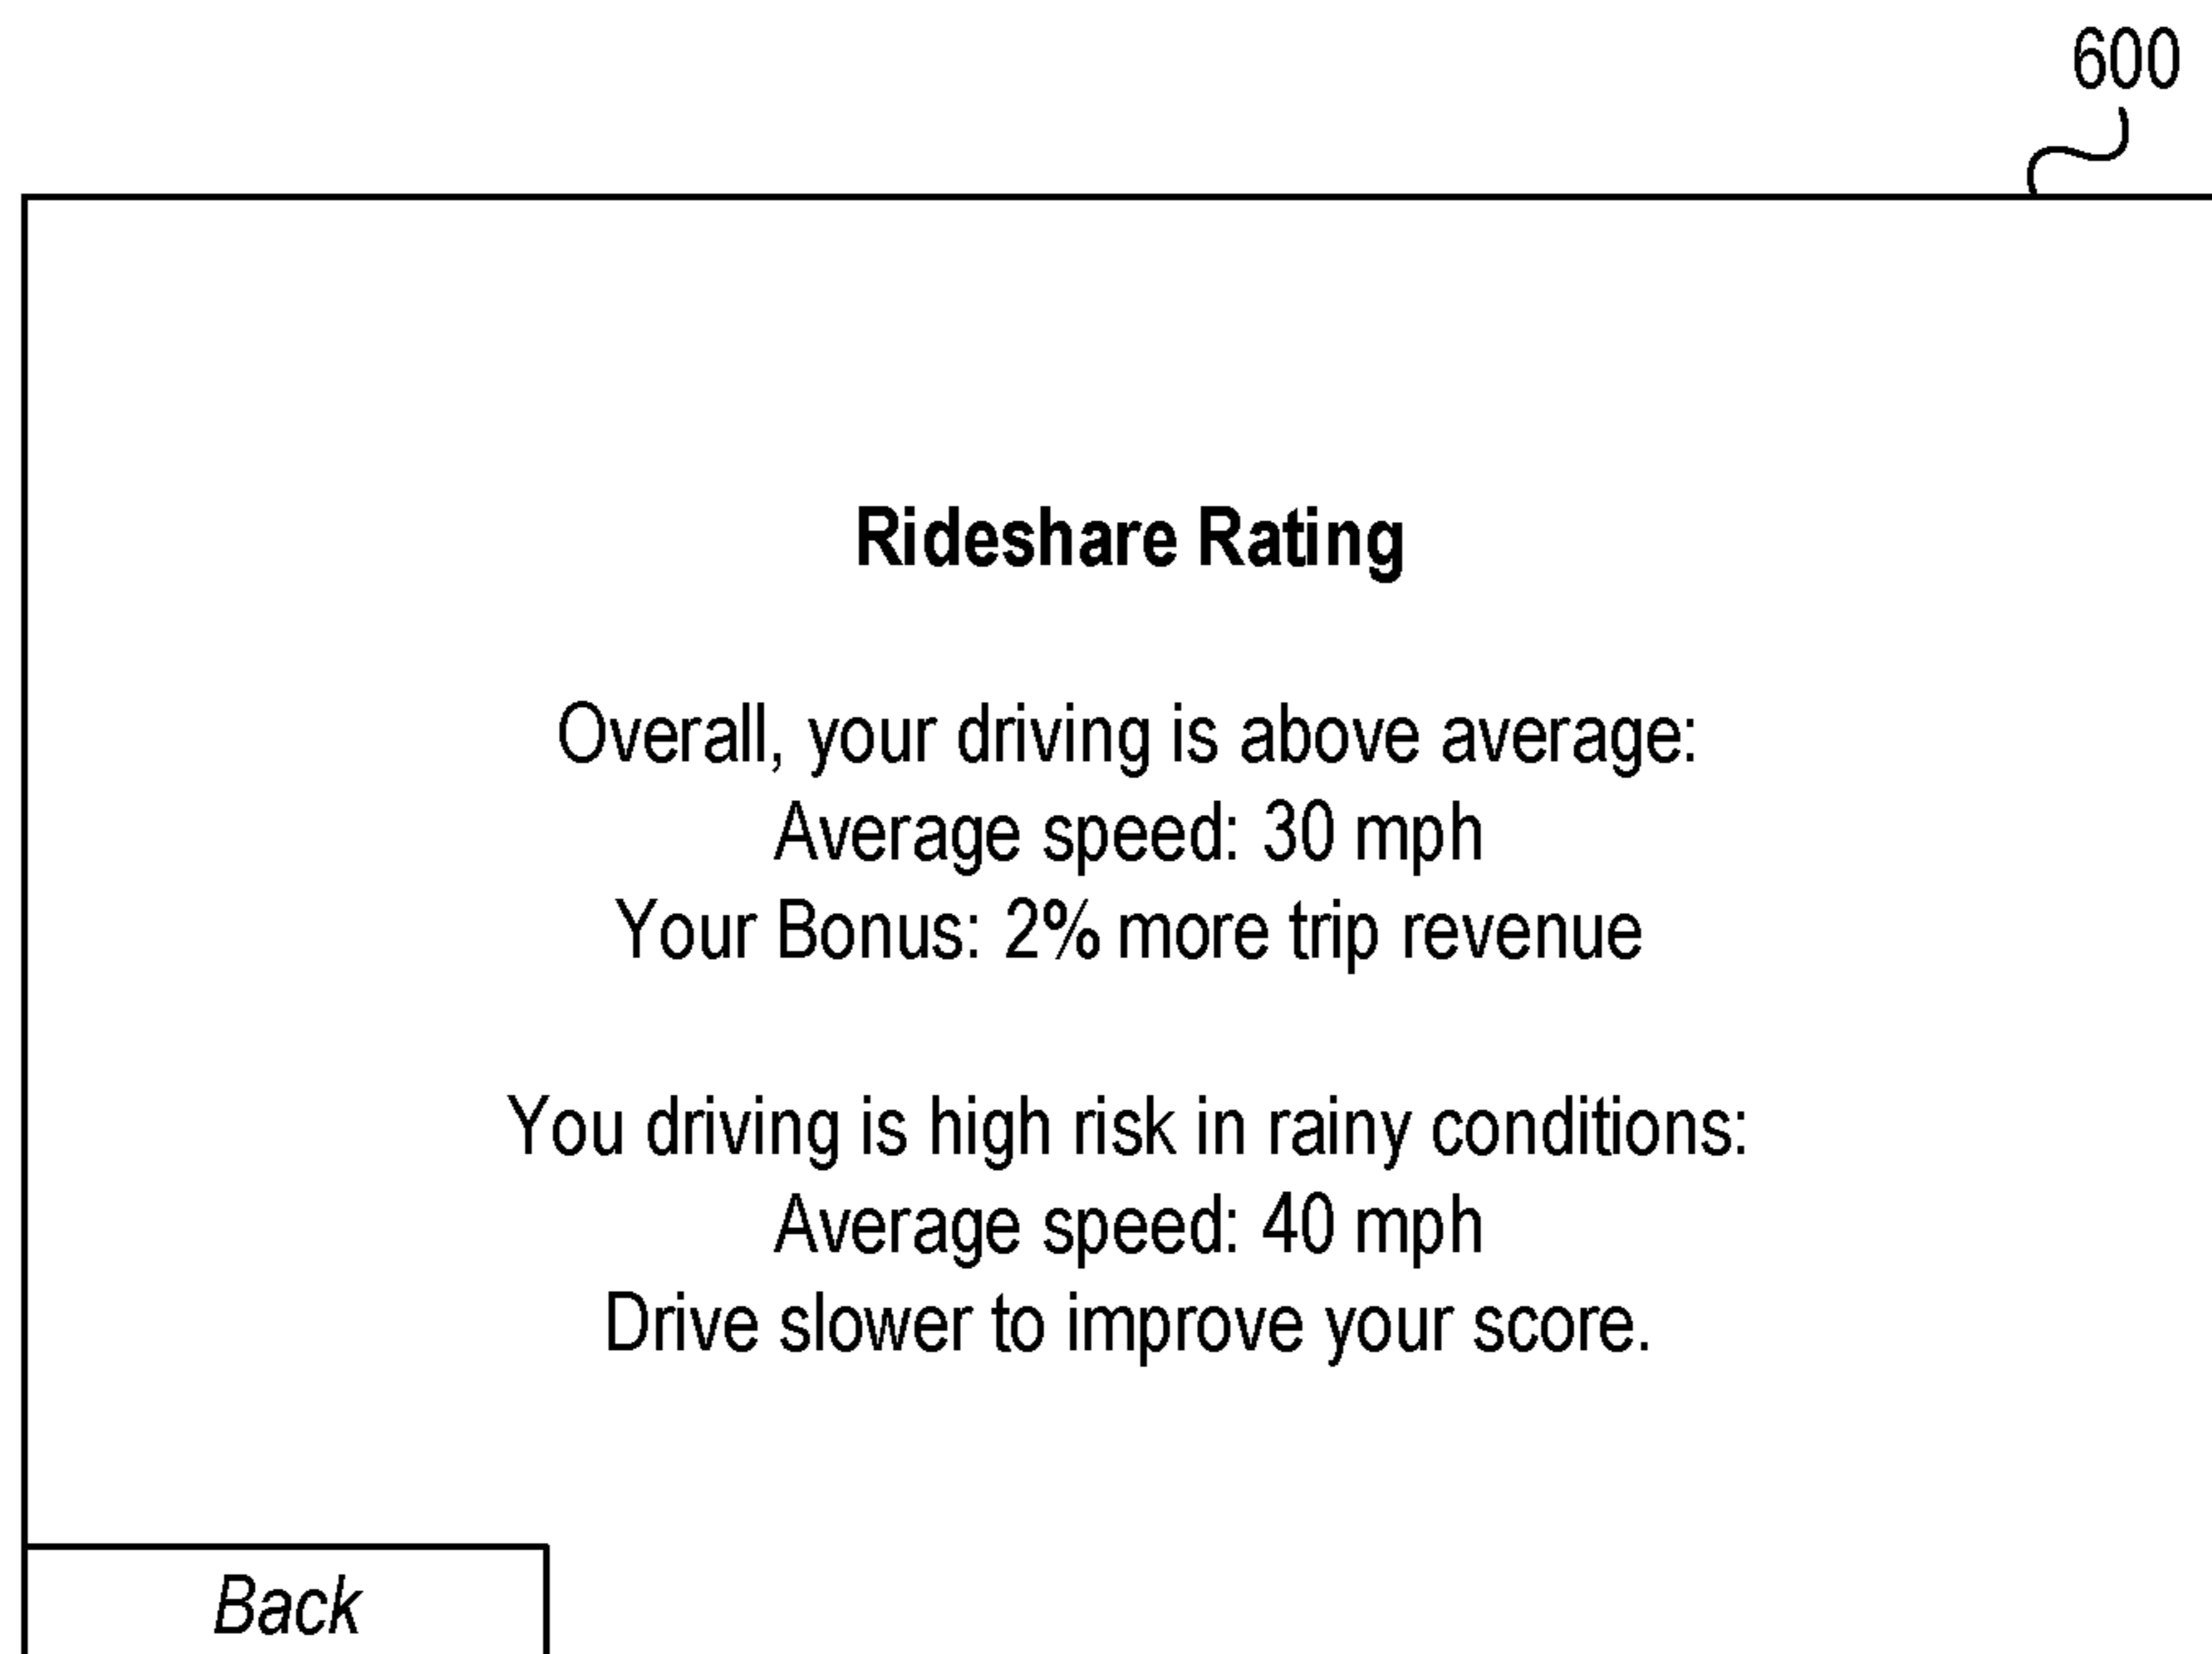 600
Rideshare Rating
Overall, your driving is above average:
Average speed: 30 mph
Your Bonus: 2% more trip revenue
You driving is high risk in rainy conditions:
Average speed: 40 mph
Drive slower to improve your score.
Back